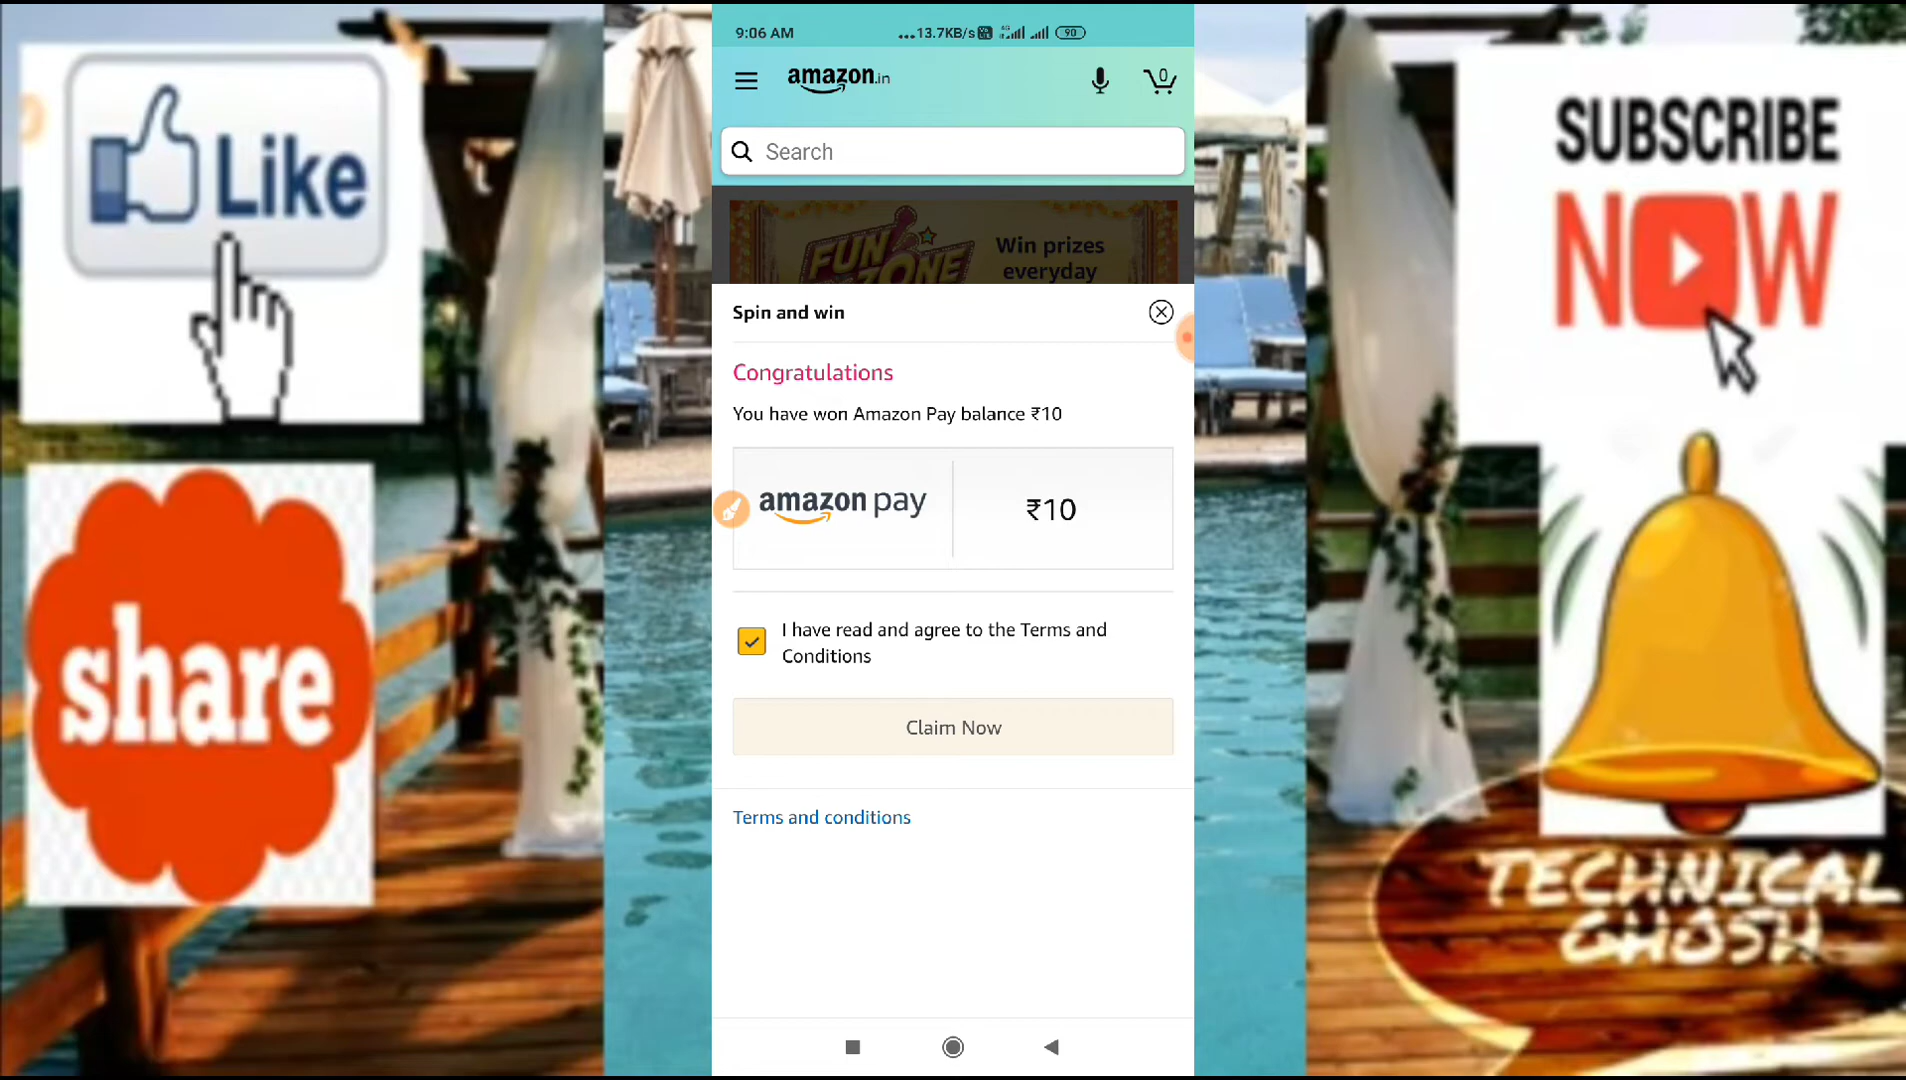 Like
share
9:06 AM
...13.7KB/s 4G 90
amazon.in
0
Search
FUN ZONE
Win prizes
everyday
Spin and win
Congratulations
You have won Amazon Pay balance ₹10
amazon pay
₹10
I have read and agree to the Terms and
Conditions
Claim Now
Terms and conditions
SUBSCRIBE
NOW
TECHNICAL
GHOSH